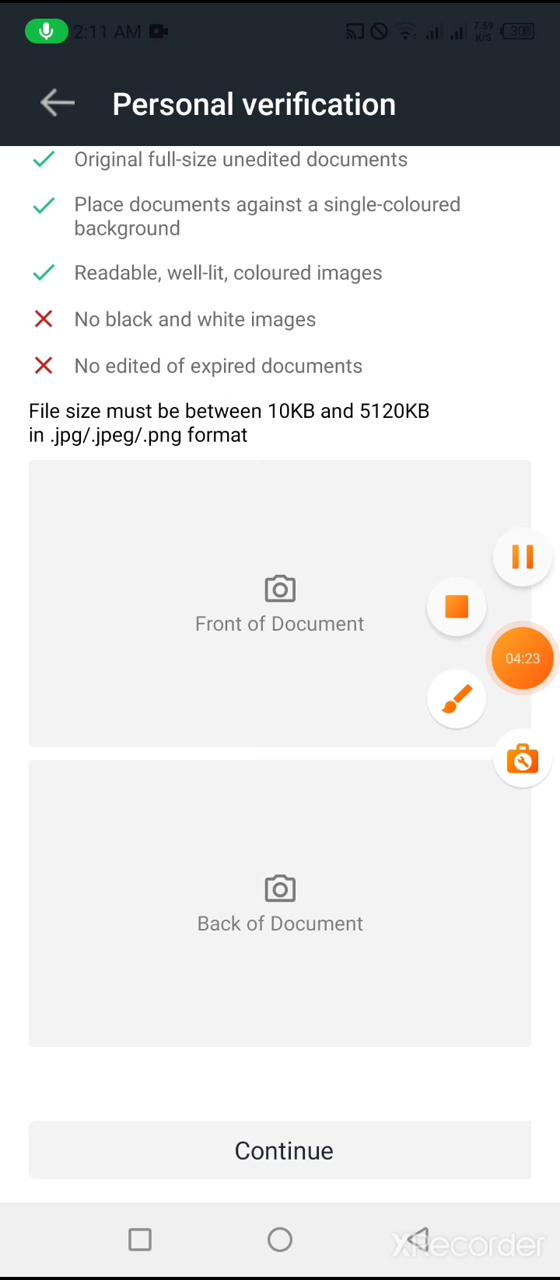 2:11 AM
7.59
K/S
Personal verification
Original full-size unedited documents
Place documents against a single-coloured
background
Readable, well-lit, coloured images
No black and white images
No edited of expired documents
File size must be between 10KB and 5120KB
in .jpg/.jpeg/.png format
Front of Document
04:23
Back of Document
Continue
XRecorder